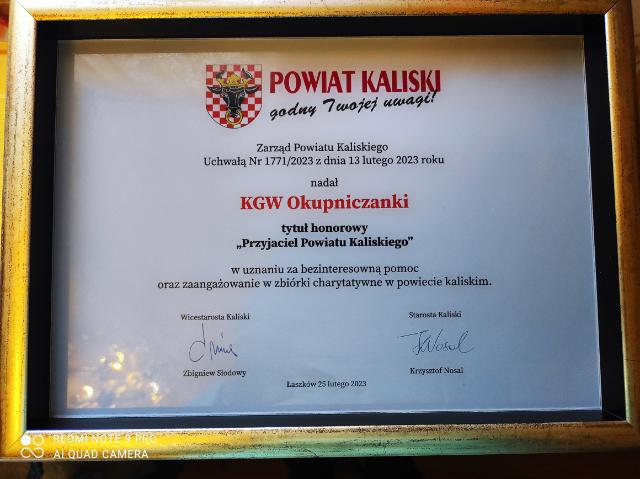 POWIAT KALISKI
godny Twojej uwagi!
Zarząd Powiatu Kaliskiego
Uchwałą Nr 1771/2023 z dnia 13 lutego 2023 roku
nadał
KGW Okupniczanki
tytuł honorowy
„Przyjaciel Powiatu Kaliskiego”
w uznaniu za bezinteresowną pomoc
oraz zaangażowanie w zbiórki charytatywne w powiecie kaliskim.
Wicestarosta Kaliski
Zbigniew Słodowy
Starosta Kaliski
KNosal
Krzysztof Nosal
Łaszków 25 lutego 2023
REDMI NOTE 9 PRO
AI QUAD CAMERA